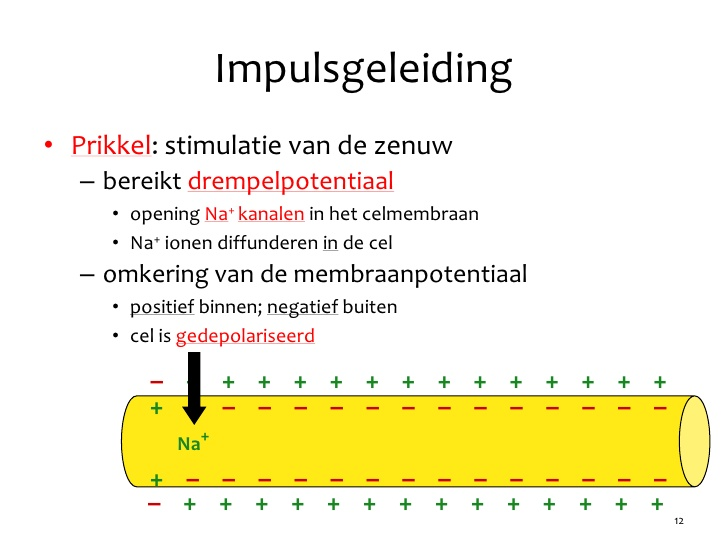 Impulsgeleiding
• Prikkel: stimulatie van de zenuw
– bereikt drempelpotentiaal
• opening Na⁺ kanalen in het celmembraan
• Na⁺ ionen diffunderen in de cel
– omkering van de membraanpotentiaal
• positief binnen; negatief buiten
• cel is gedepolariseerd
– + + + + + + + + + + + + +
+ – – – – – – – – – – – – –
Na⁺
+ – – – – – – – – – – – – – –
– + + + + + + + + + + + + + +
12